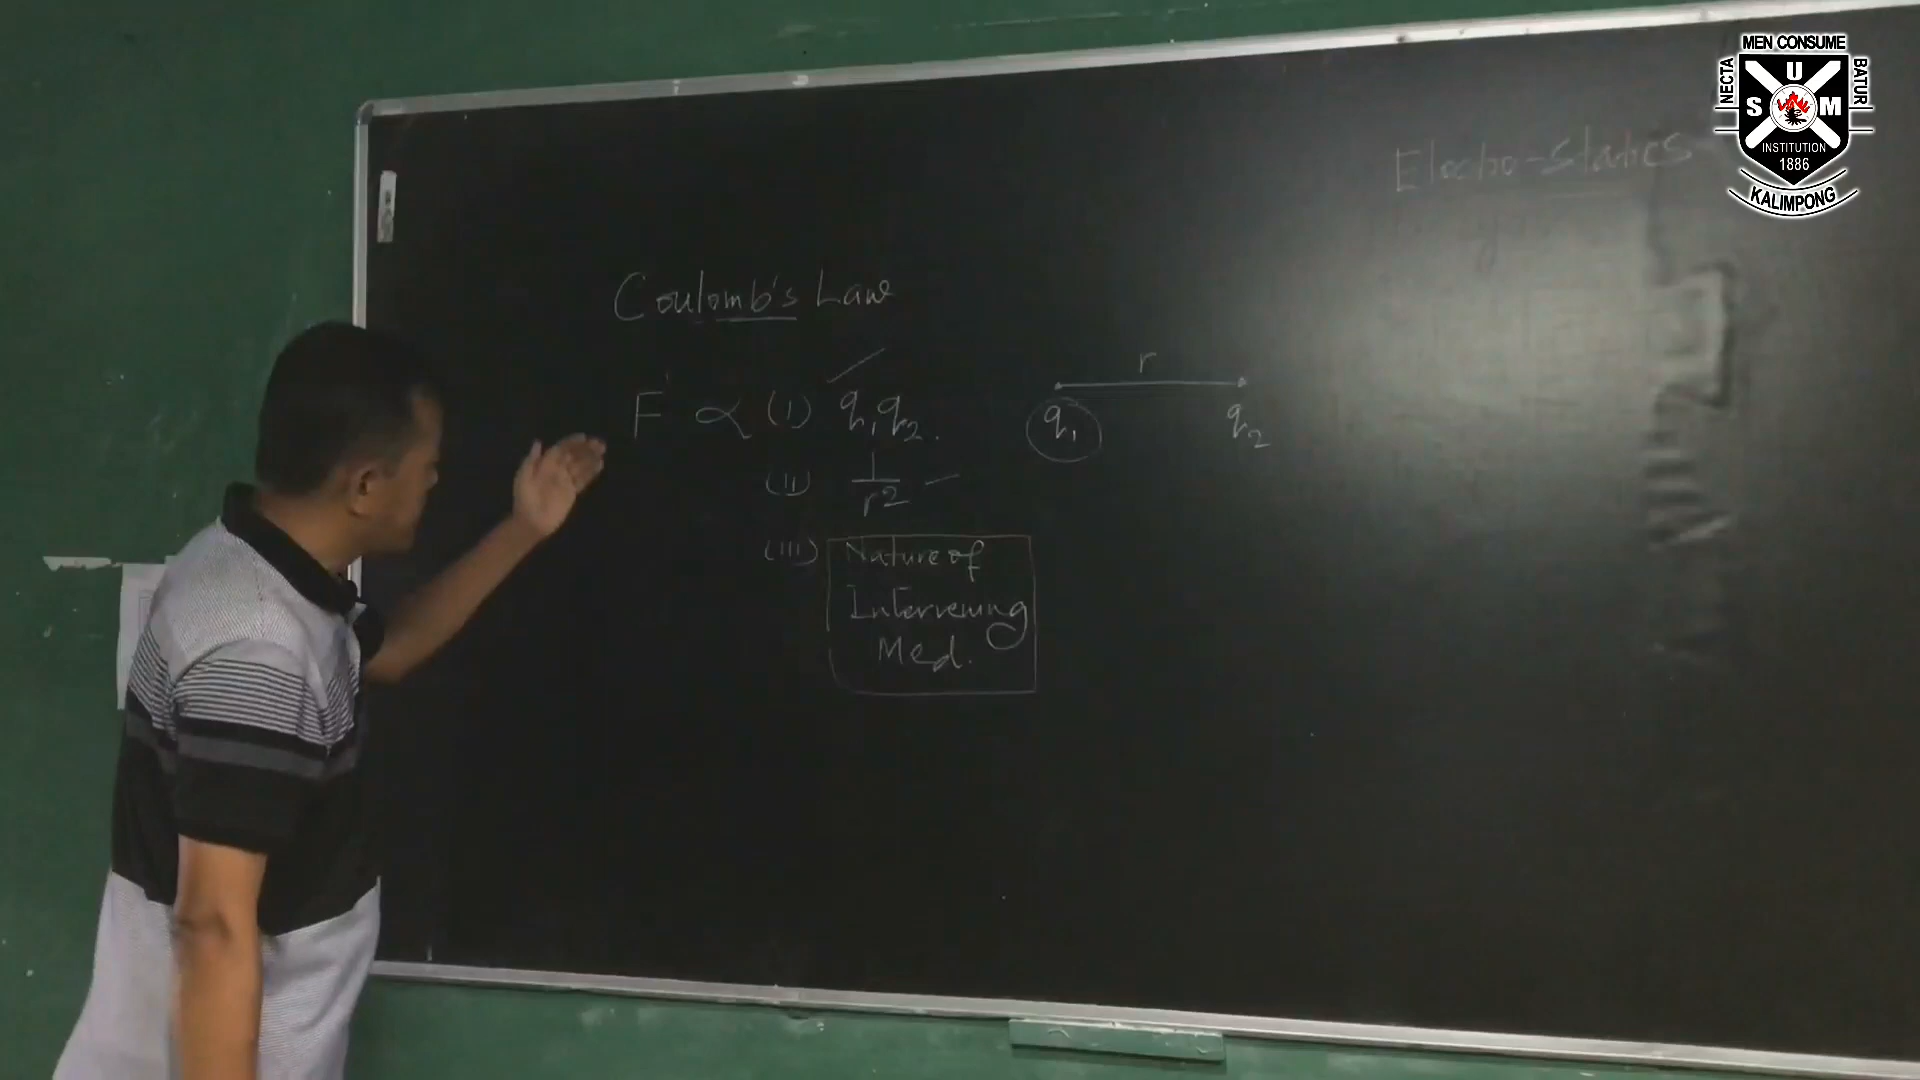 MEN CONSUME
NECTA
BATUR
S U M
INSTITUTION
1886
KALIMPONG
Electro-statics
Coulomb's Law
F ∝ (I) q₁q₂.
(II) 1/r²
(III) Nature of
Intervening
Med.
r
q₁ q₂